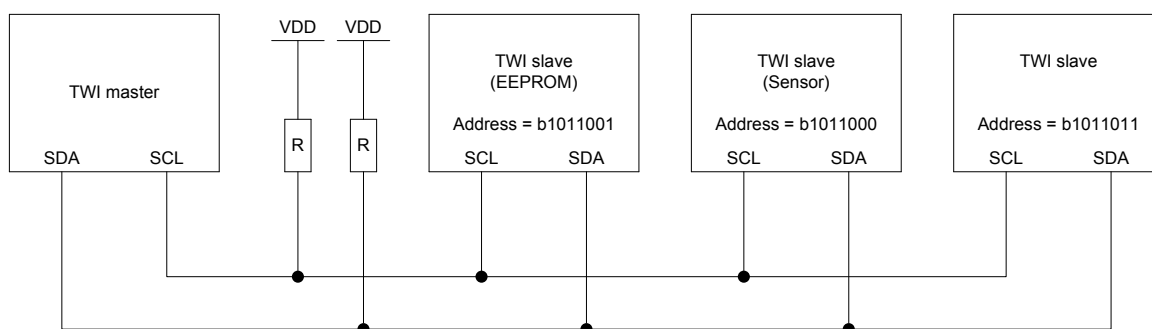 TWI master
SDA SCL
VDD VDD
R R
TWI slave
(EEPROM)
Address = b1011001
SCL SDA
TWI slave
(Sensor)
Address = b1011000
SCL SDA
TWI slave
Address = b1011011
SCL SDA